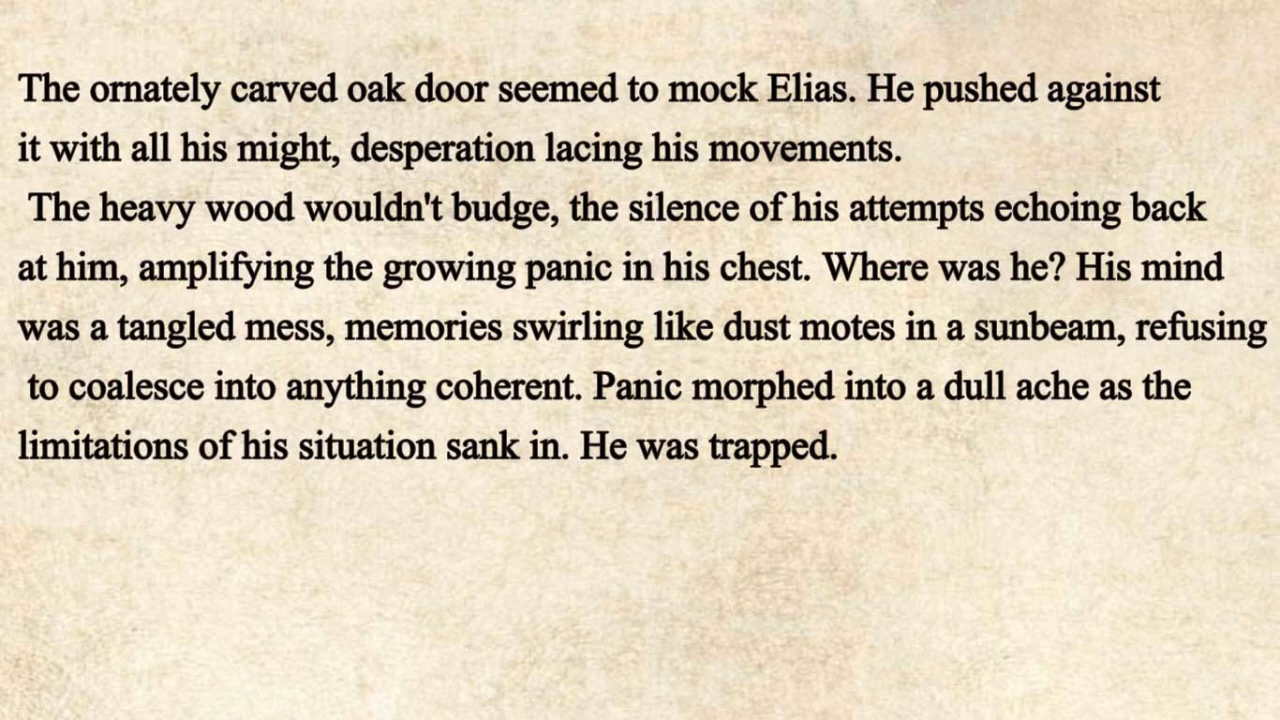 The ornately carved oak door seemed to mock Elias. He pushed against
it with all his might, desperation lacing his movements.
The heavy wood wouldn't budge, the silence of his attempts echoing back
at him, amplifying the growing panic in his chest. Where was he? His mind
was a tangled mess, memories swirling like dust motes in a sunbeam, refusing
to coalesce into anything coherent. Panic morphed into a dull ache as the
limitations of his situation sank in. He was trapped.